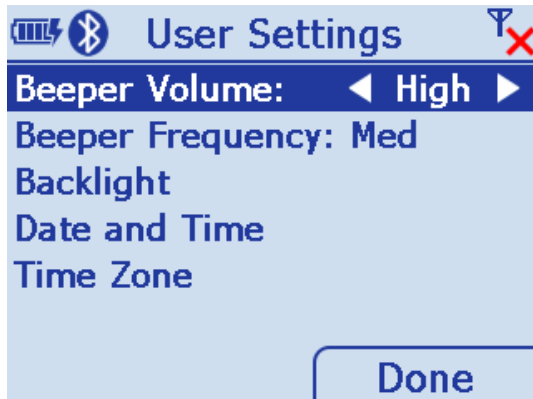 User Settings
Beeper Volume: High
Beeper Frequency: Med
Backlight
Date and Time
Time Zone
Done